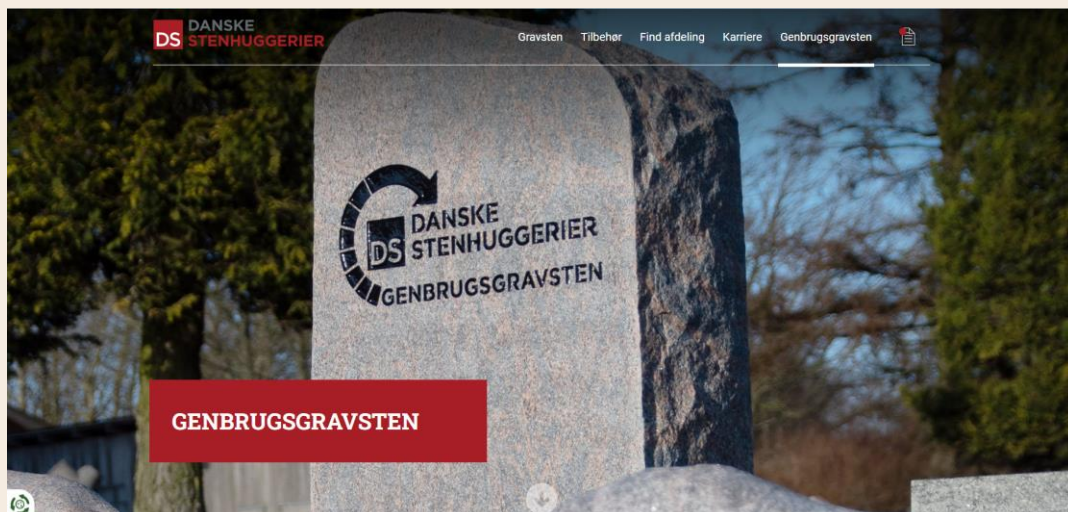 DS DANSKE
STENHUGGERIER
Gravsten Tilbehør Find afdeling Karriere Genbrugsgravsten
DANSKE
DS STENHUGGERIER
GENBRUGSGRAVSTEN
GENBRUGSGRAVSTEN